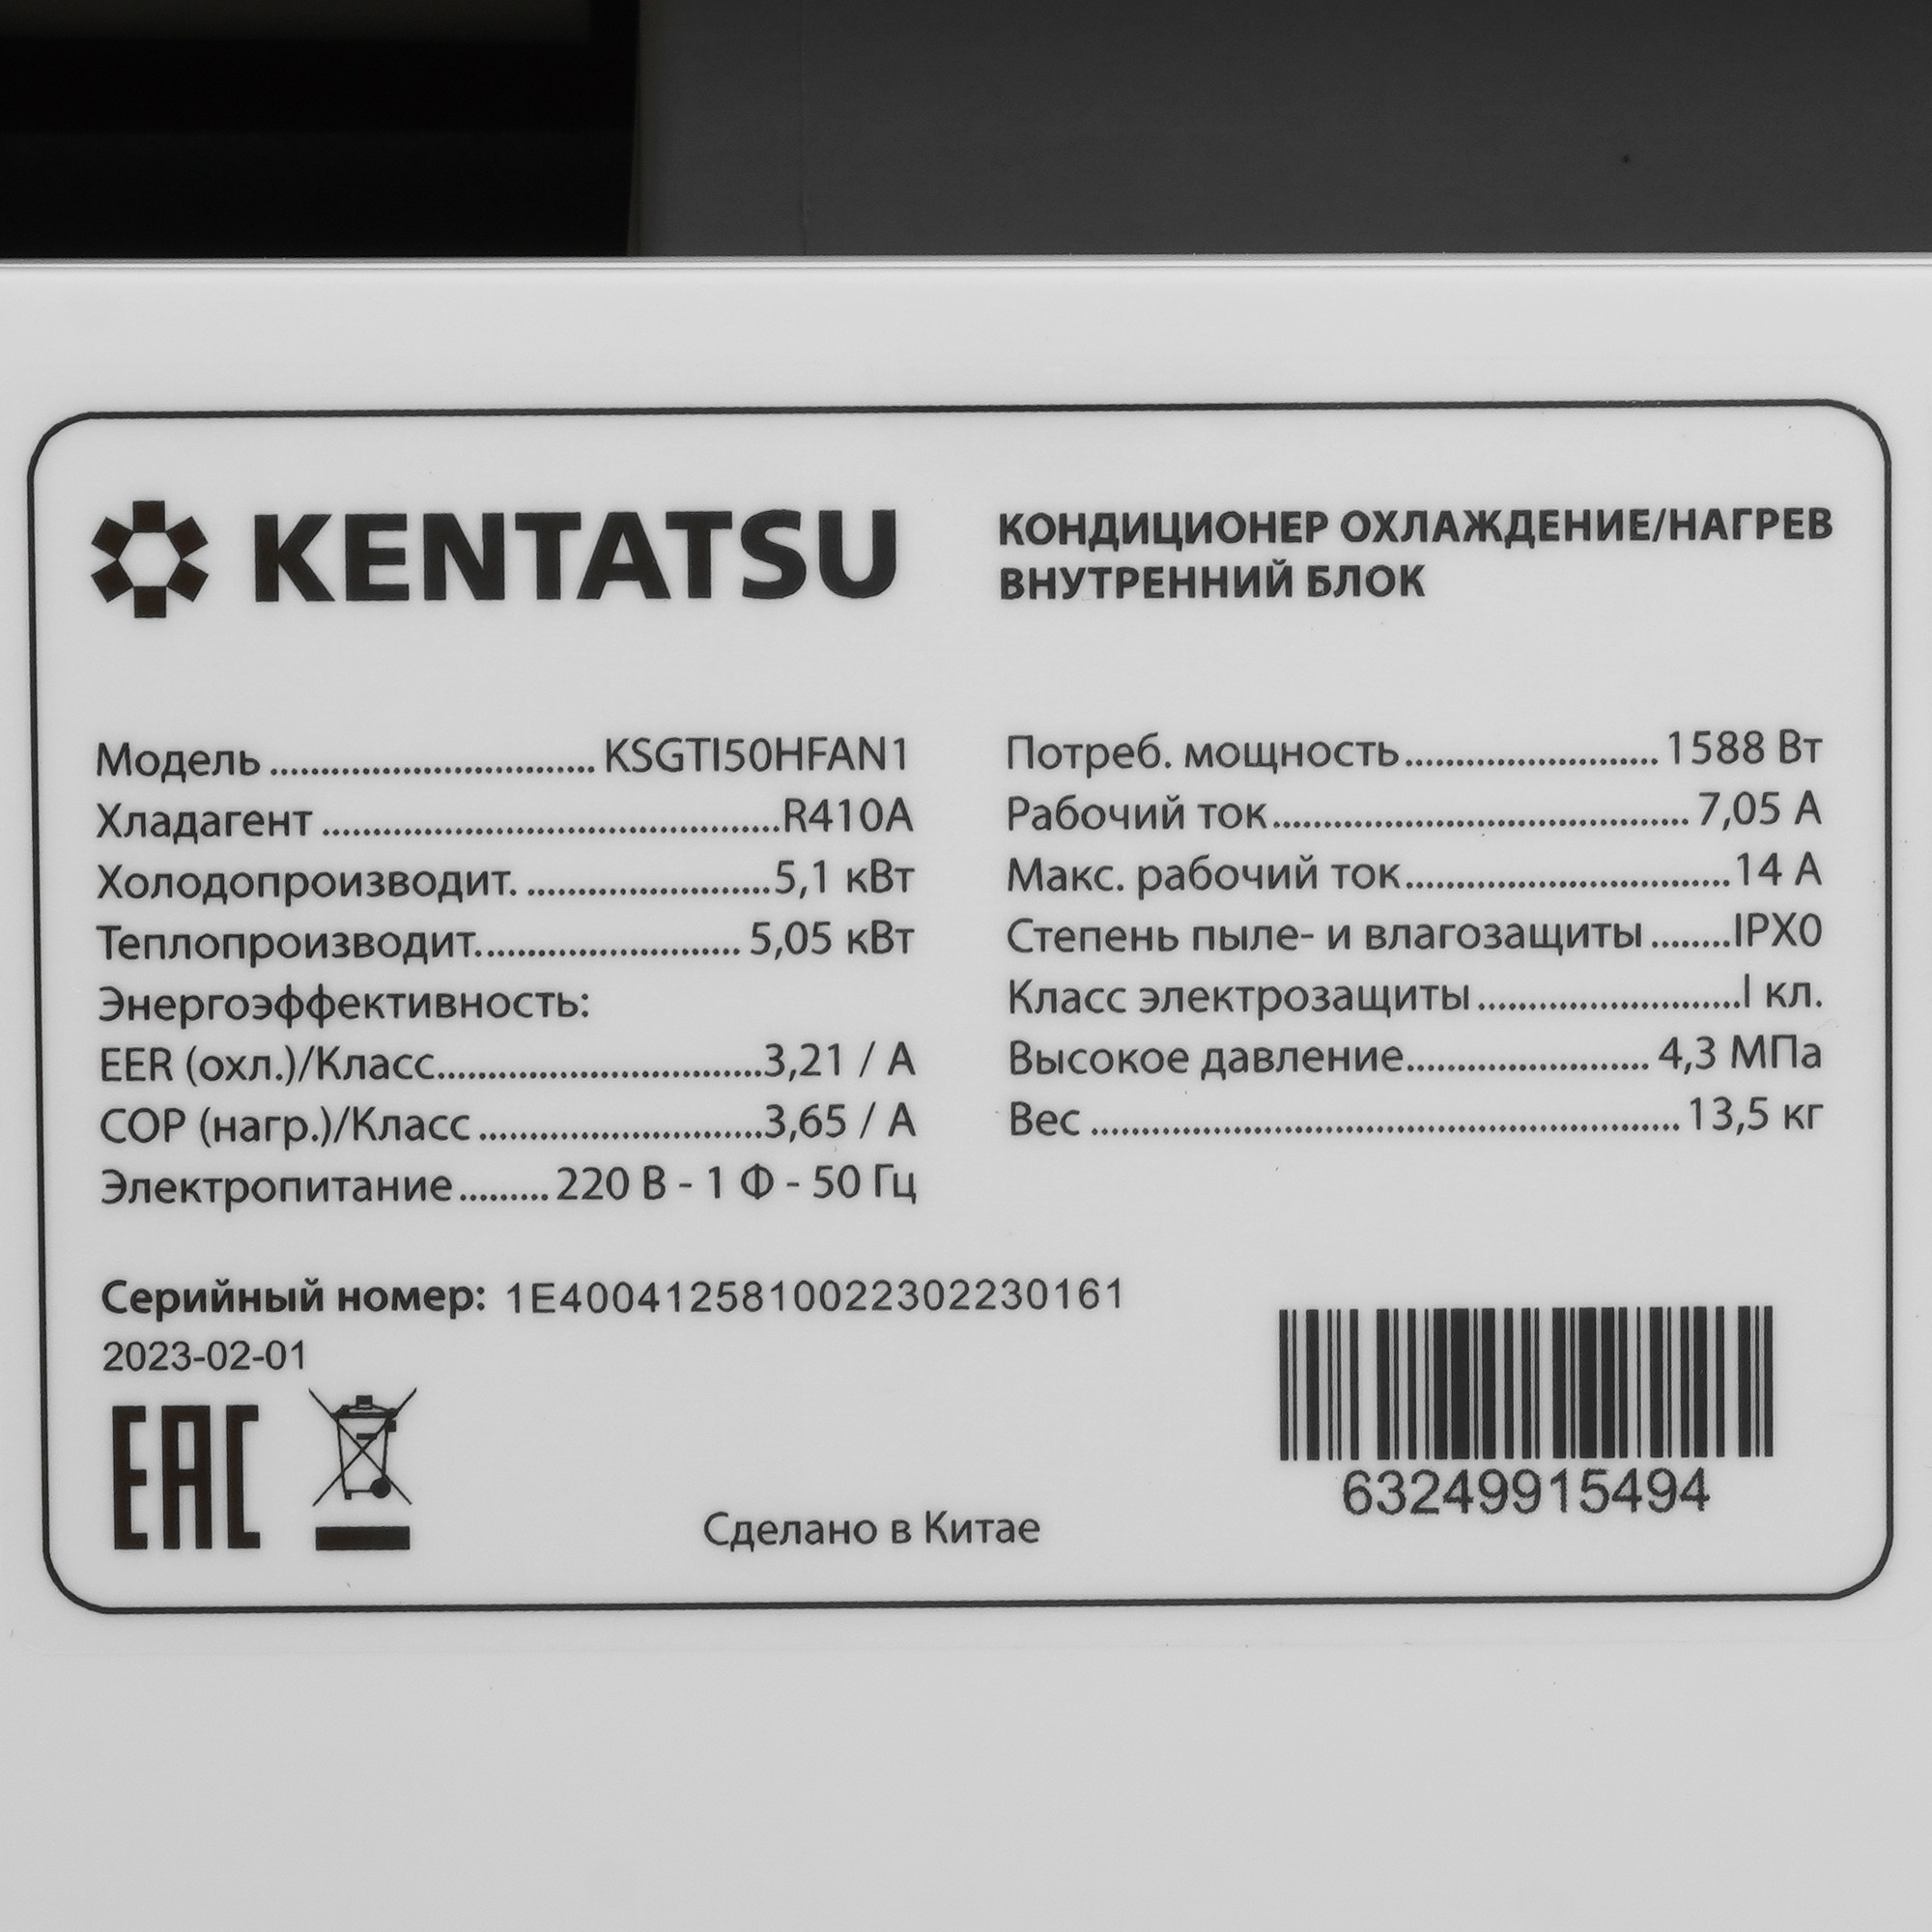 KENTATSU
КОНДИЦИОНЕР ОХЛАЖДЕНИЕ/НАГРЕВ
ВНУТРЕННИЙ БЛОК
Модель ................................ KSGTI50HFAN1
Хладагент .............................................R410A
Холодопроизводит. ........................5,1 кВт
Теплопроизводит.......................... 5,05 кВт
Энергоэффективность:
EER (охл.)/Класс................................3,21 / A
COP (нагр.)/Класс ............................3,65 / A
Электропитание......... 220 В - 1 Ф - 50 Гц
Потреб. мощность......................... 1588 Вт
Рабочий ток......................................... 7,05 А
Макс. рабочий ток................................14 А
Степень пыле- и влагозащиты ........IPX0
Класс электрозащиты..........................I кл.
Высокое давление........................ 4,3 МПа
Вес .......................................................... 13,5 кг
Серийный номер: 1E4004125810022302230161
2023-02-01
EAC
Сделано в Китае
63249915494